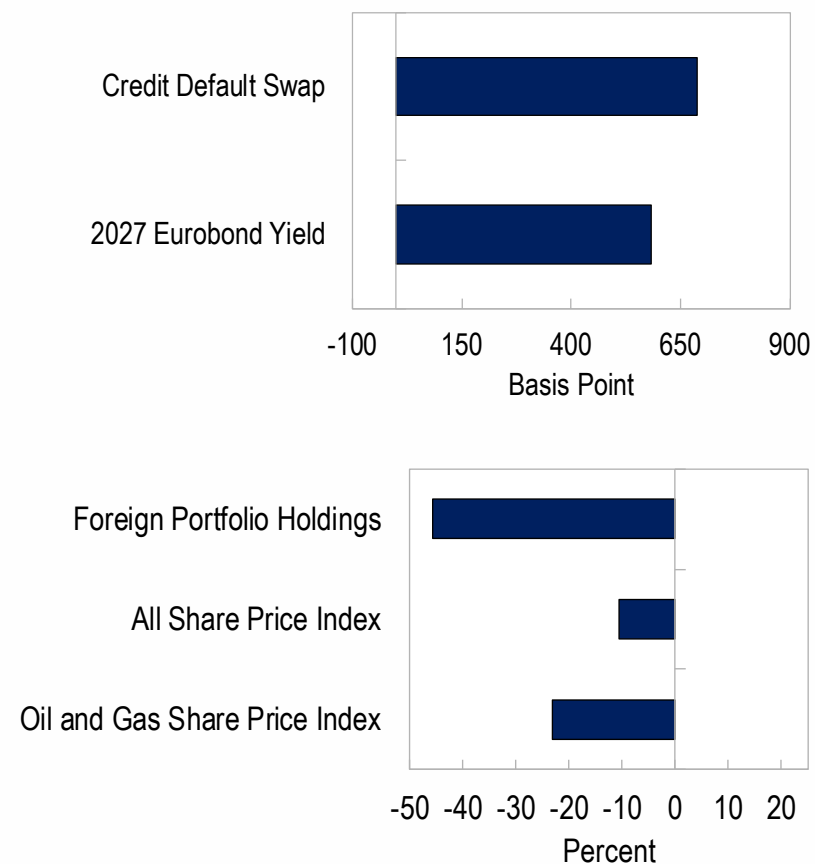 Credit Default Swap
2027 Eurobond Yield
-100 150 400 650 900
Basis Point
Foreign Portfolio Holdings
All Share Price Index
Oil and Gas Share Price Index
-50 -40 -30 -20 -10 0 10 20
Percent